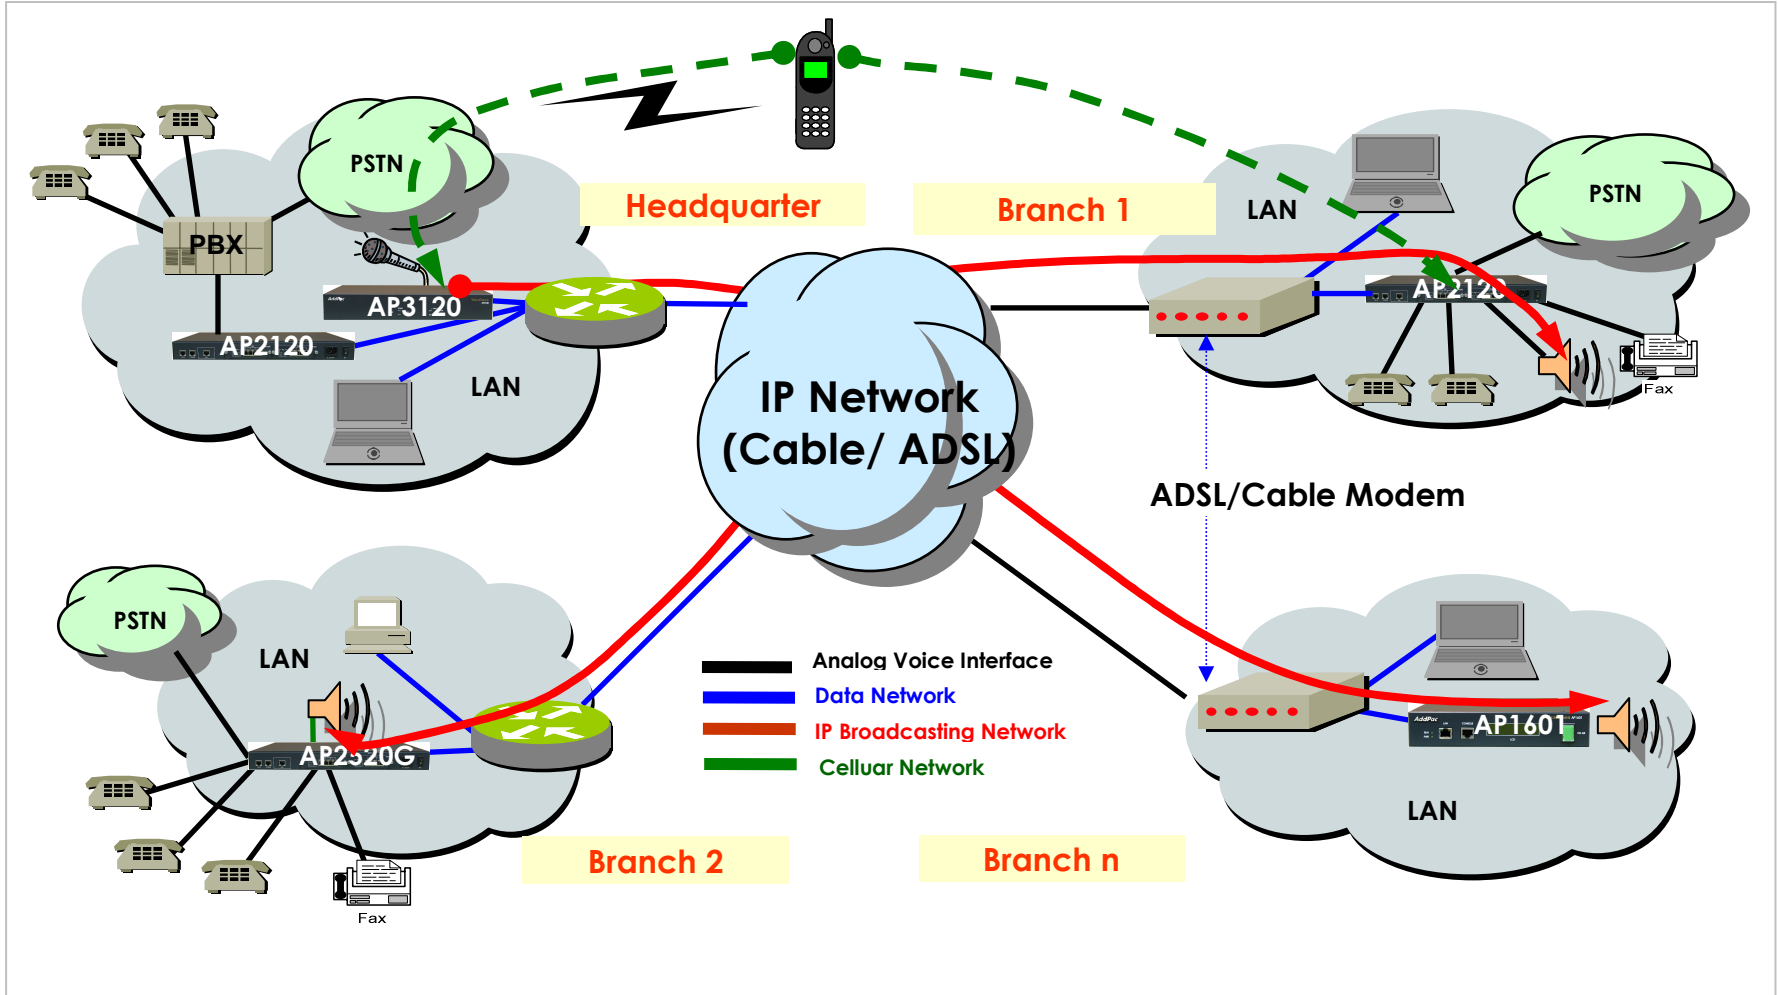 PSTN
Headquarter
Branch 1
LAN
PSTN
PBX
AddPac
AP3120
AP2120
AP2120
LAN
Fax
IP Network
(Cable/ ADSL)
ADSL/Cable Modem
PSTN
LAN
Analog Voice Interface
Data Network
IP Broadcasting Network
Celluar Network
AP2520G
AddPac
AP1601
LAN
Branch 2
Branch n
Fax